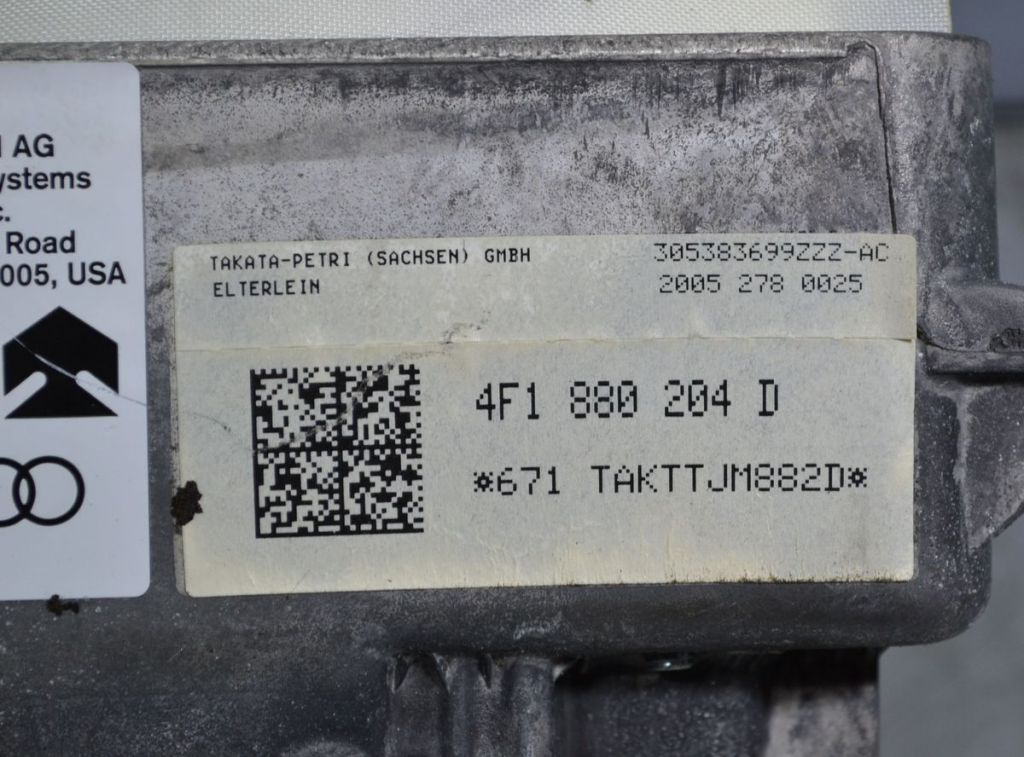 AG
ystems
Road
005, USA
TAKATA-PETRI (SACHSEN) GMBH
ELTERLEIN
305383699ZZZ-AC
2005 278 0025
4F1 880 204 D
*671 TAKTTJM882D*